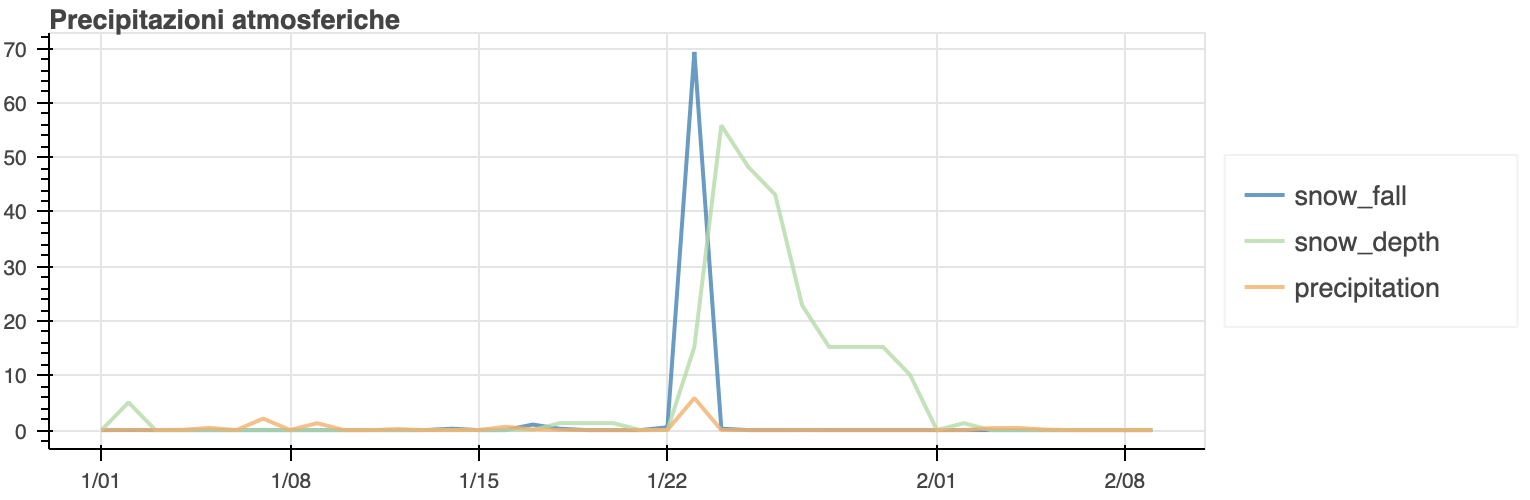 Precipitazioni atmosferiche
70
60
50
40
30
20
10
0
1/01 1/08 1/15 1/22 2/01 2/08
snow_fall
snow_depth
precipitation